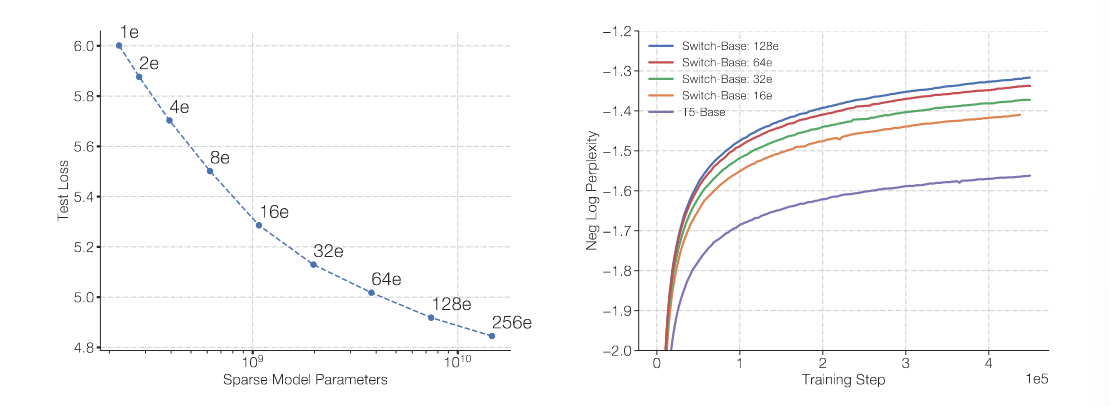 1e
2e
4e
8e
16e
32e
64e
128e
256e
6.0
5.8
5.6
5.4
5.2
5.0
4.8
Test Loss
10⁹
10¹⁰
Sparse Model Parameters
−1.2
−1.3
−1.4
−1.5
−1.6
−1.7
−1.8
−1.9
−2.0
Neg Log Perplexity
Switch-Base: 128e
Switch-Base: 64e
Switch-Base: 32e
Switch-Base: 16e
T5-Base
0
1
2
3
4
1e5
Training Step